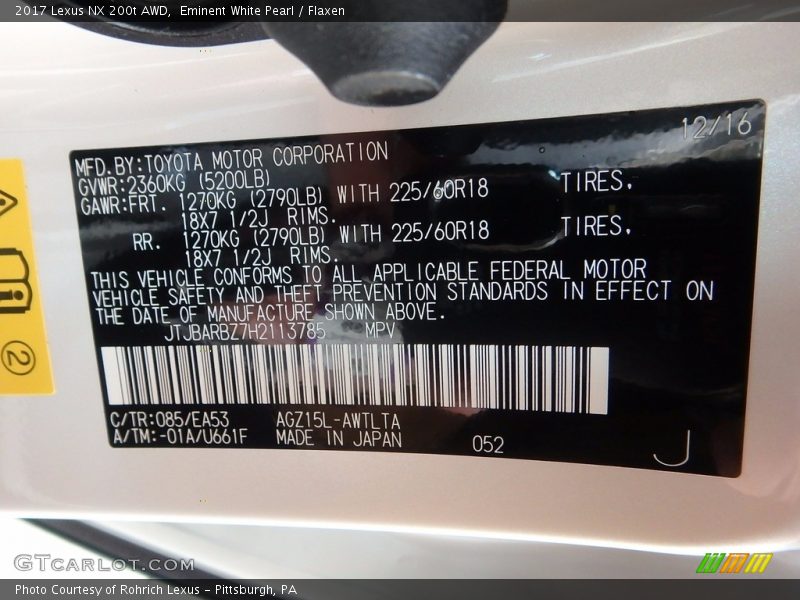 2017 Lexus NX 200t AWD,  Eminent White Pearl / Flaxen
12/16
MFD.BY:TOYOTA MOTOR CORPORATION
GVWR:2360KG (5200LB)
GAWR:FRT. 1270KG (2790LB) WITH 225/60R18 TIRES.
18X7 1/2J RIMS.
RR. 1270KG (2790LB) WITH 225/60R18 TIRES.
18X7 1/2J RIMS.
THIS VEHICLE CONFORMS TO ALL APPLICABLE FEDERAL MOTOR
VEHICLE SAFETY AND THEFT PREVENTION STANDARDS IN EFFECT ON
THE DATE OF MANUFACTURE SHOWN ABOVE.
JTJBARBZ7H2113785 MPV
C/TR:085/EA53 AGZ15L-AWTLTA
A/TM:-01A/U661F MADE IN JAPAN 052
J
2
GTCARLOT.COM
Photo Courtesy of Rohrich Lexus - Pittsburgh, PA